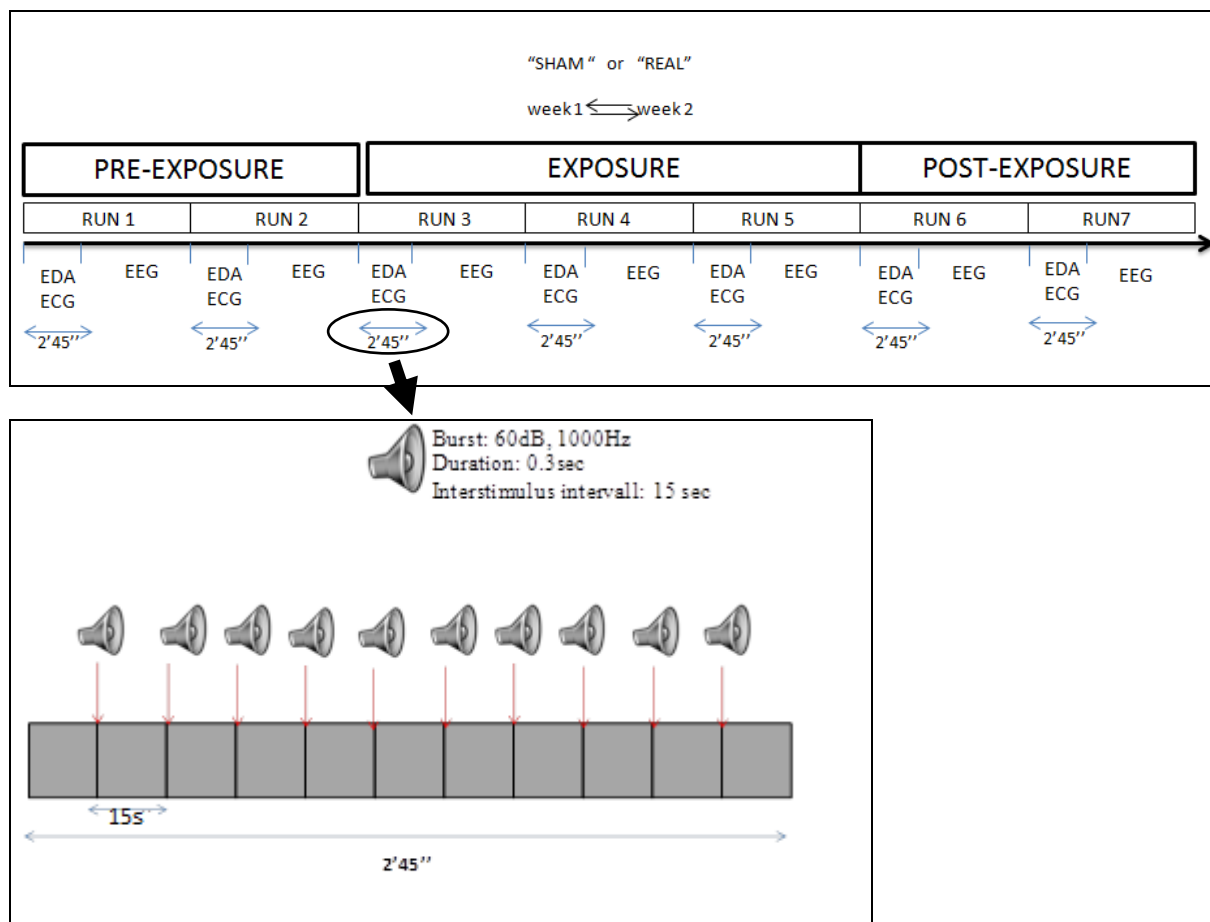 “SHAM “ or “REAL”
week1 week2
PRE-EXPOSURE EXPOSURE POST-EXPOSURE
RUN 1 RUN 2 RUN 3 RUN 4 RUN 5 RUN 6 RUN7
EDA EEG EDA EEG EDA EEG EDA EEG EDA EEG EDA EEG EDA EEG
ECG ECG ECG ECG ECG ECG ECG
2’45’’ 2’45’’ 2’45’’ 2’45’’ 2’45’’ 2’45’’ 2’45’’
Burst: 60dB, 1000Hz
Duration: 0.3sec
Interstimulus intervall: 15 sec
15s
2’45’’